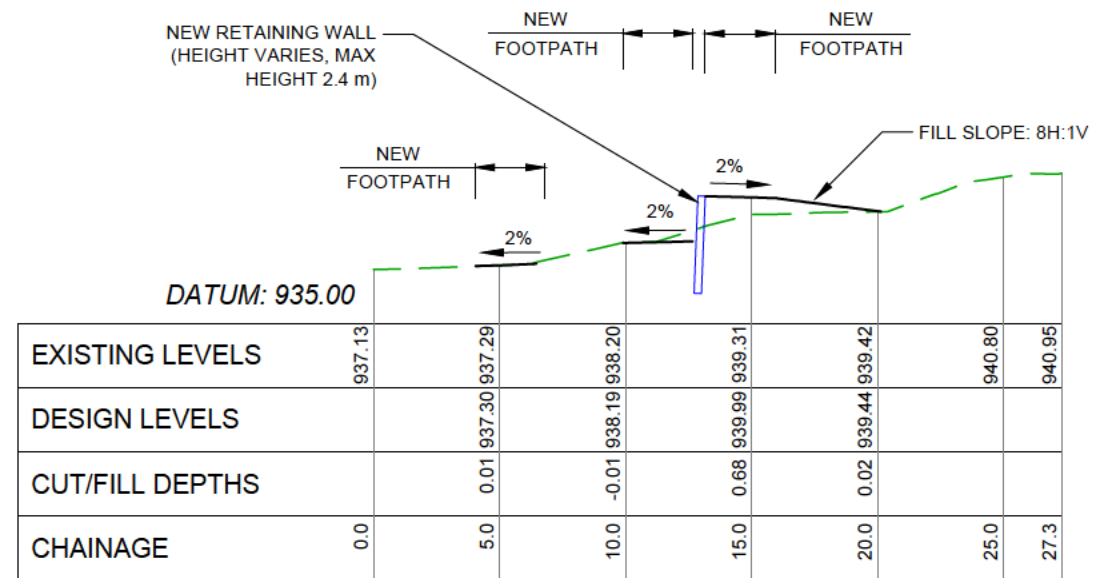 NEW RETAINING WALL
(HEIGHT VARIES, MAX
HEIGHT 2.4 m)
NEW
FOOTPATH
NEW
FOOTPATH
FILL SLOPE: 8H:1V
NEW
FOOTPATH
2%
2%
2%
DATUM: 935.00
EXISTING LEVELS 937.13 937.29 938.20 939.31 939.42 940.80 940.95
DESIGN LEVELS 937.30 938.19 939.99 939.44
CUT/FILL DEPTHS 0.01 -0.01 0.68 0.02
CHAINAGE 0.0 5.0 10.0 15.0 20.0 25.0 27.3